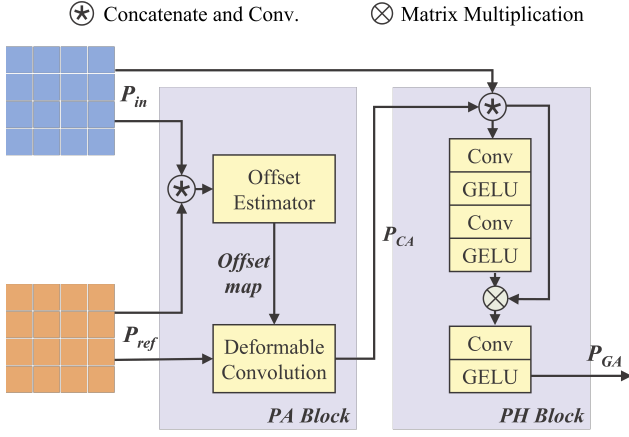 Concatenate and Conv.
Matrix Multiplication
P_in
Offset
Estimator
Offset
map
P_ref
Deformable
Convolution
PA Block
P_CA
Conv
GELU
Conv
GELU
Conv
GELU
P_GA
PH Block